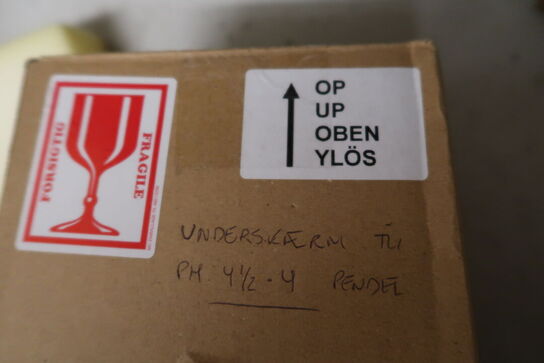 FORSIGTIG
FRAGILE
OP
UP
OBEN
YLÖS
UNDERSKÆRM TIL
PH 4½-4 PENDEL